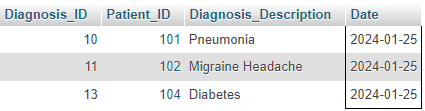 Diagnosis_ID Patient_ID Diagnosis_Description Date
10 101 Pneumonia 2024-01-25
11 102 Migraine Headache 2024-01-25
13 104 Diabetes 2024-01-25